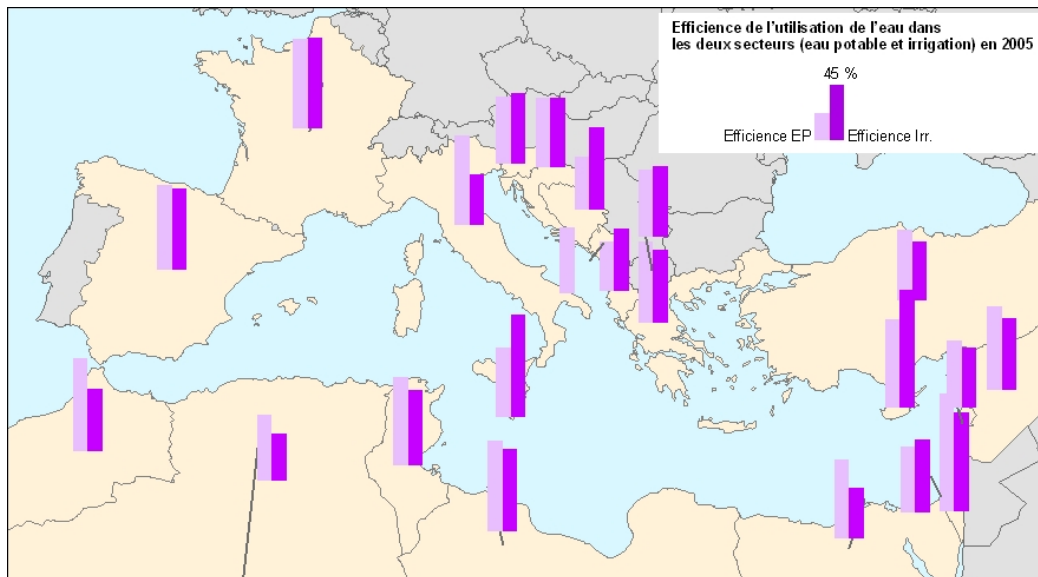 Efficience de l'utilisation de l'eau dans
les deux secteurs (eau potable et irrigation) en 2005
45 %
Efficience EP Efficience Irr.